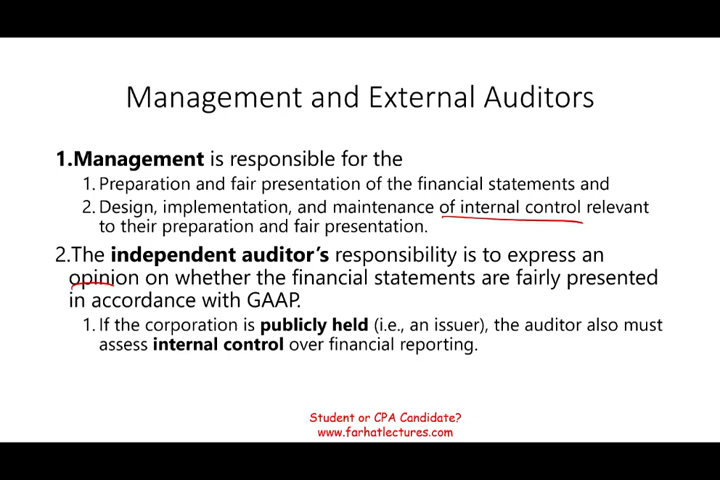 Management and External Auditors
1.Management is responsible for the
1. Preparation and fair presentation of the financial statements and
2. Design, implementation, and maintenance of internal control relevant
to their preparation and fair presentation.
2.The independent auditor's responsibility is to express an
opinion on whether the financial statements are fairly presented
in accordance with GAAP.
1. If the corporation is publicly held (i.e., an issuer), the auditor also must
assess internal control over financial reporting.
Student or CPA Candidate?
www.farhatlectures.com